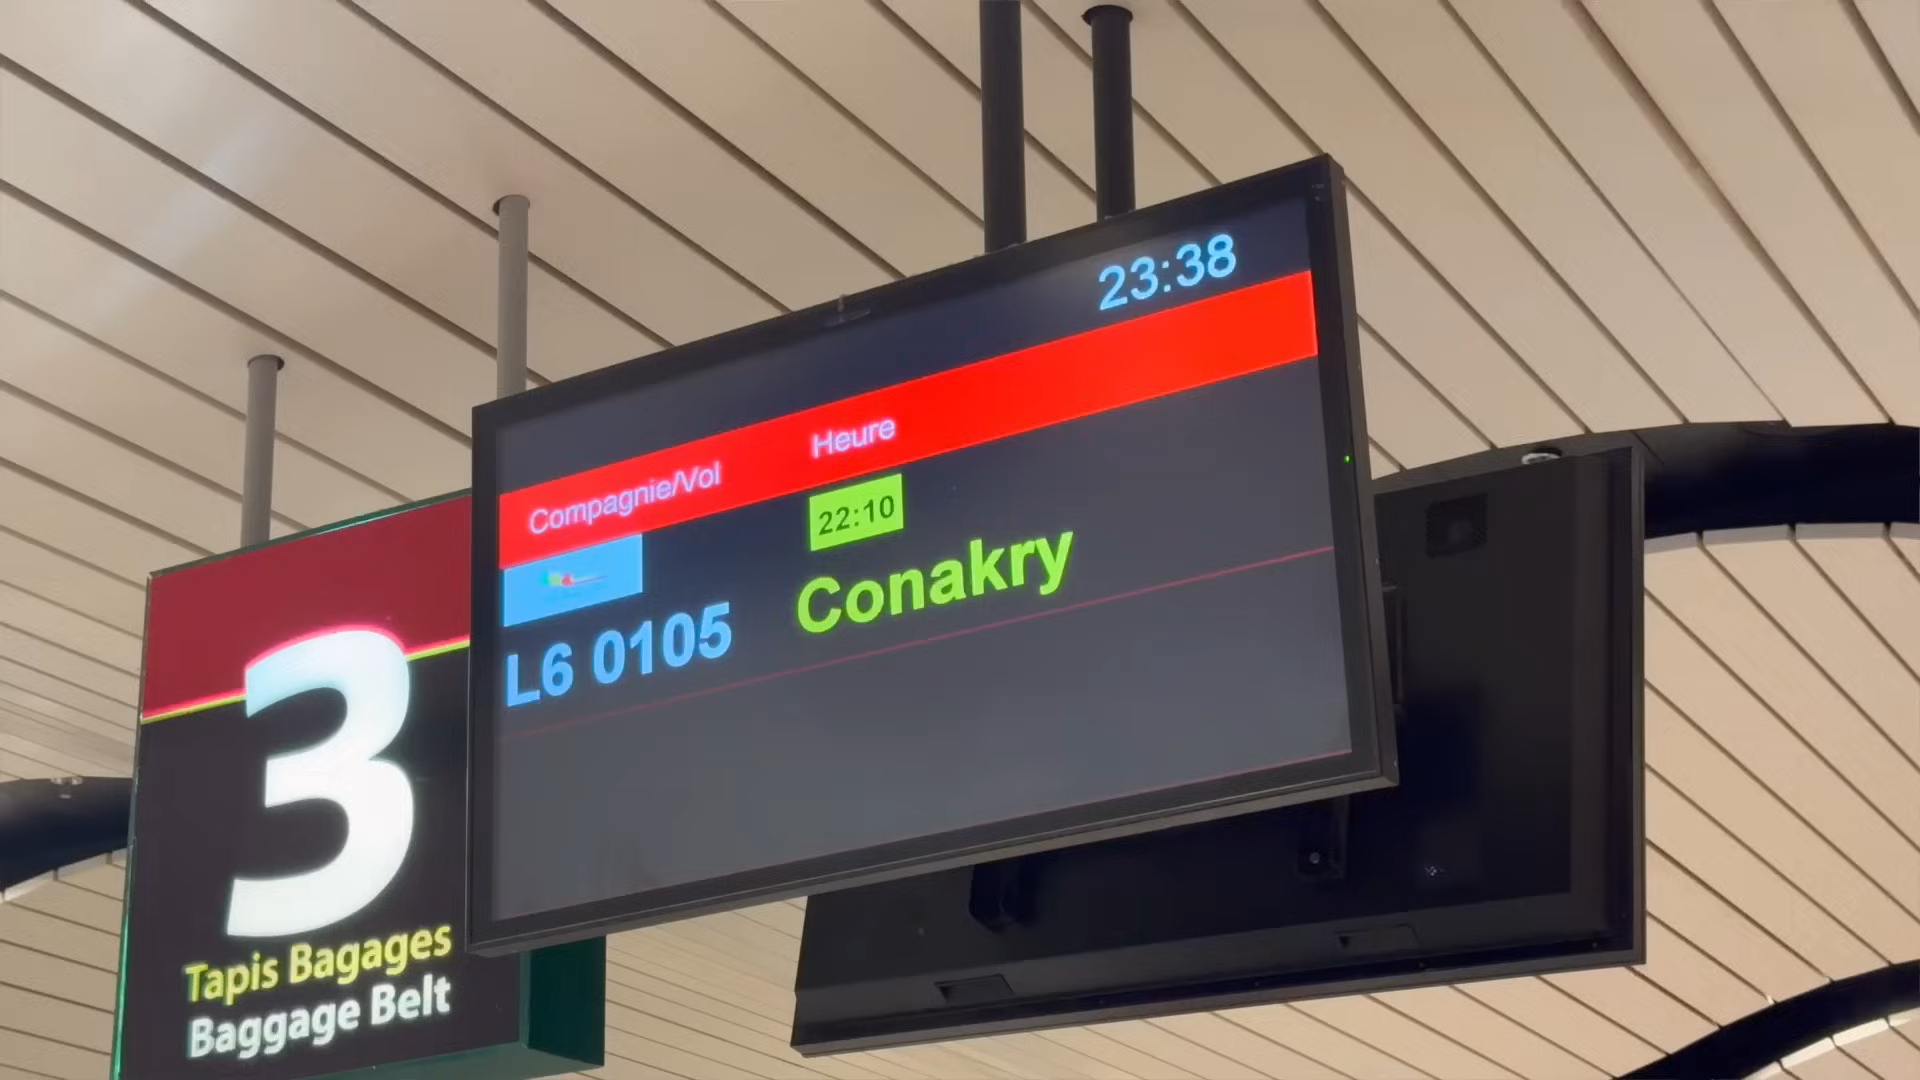 23:38
Compagnie/Vol Heure
22:10
L6 0105 Conakry
3
Tapis Bagages
Baggage Belt